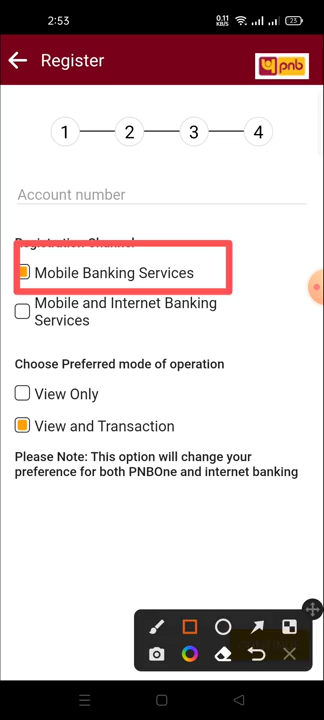 2:53
0.11
KB/S
23
Register
pnb
1
2
3
4
Account number
Registration Channel
Mobile Banking Services
Mobile and Internet Banking
Services
Choose Preferred mode of operation
View Only
View and Transaction
Please Note: This option will change your
preference for both PNBOne and internet banking